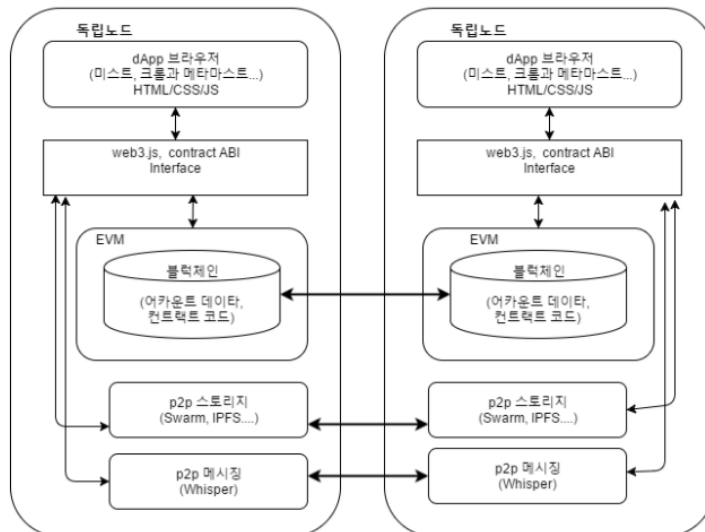 독립노드
dApp 브라우저
(미스트, 크롬과 메타마스트...)
HTML/CSS/JS
web3.js, contract ABI
Interface
EVM
블럭체인
(어카운트 데이타,
컨트랙트 코드)
p2p 스토리지
(Swarm, IPFS....)
p2p 메시징
(Whisper)
독립노드
dApp 브라우저
(미스트, 크롬과 메타마스트...)
HTML/CSS/JS
web3.js, contract ABI
Interface
EVM
블럭체인
(어카운트 데이타,
컨트랙트 코드)
p2p 스토리지
(Swarm, IPFS....)
p2p 메시징
(Whisper)